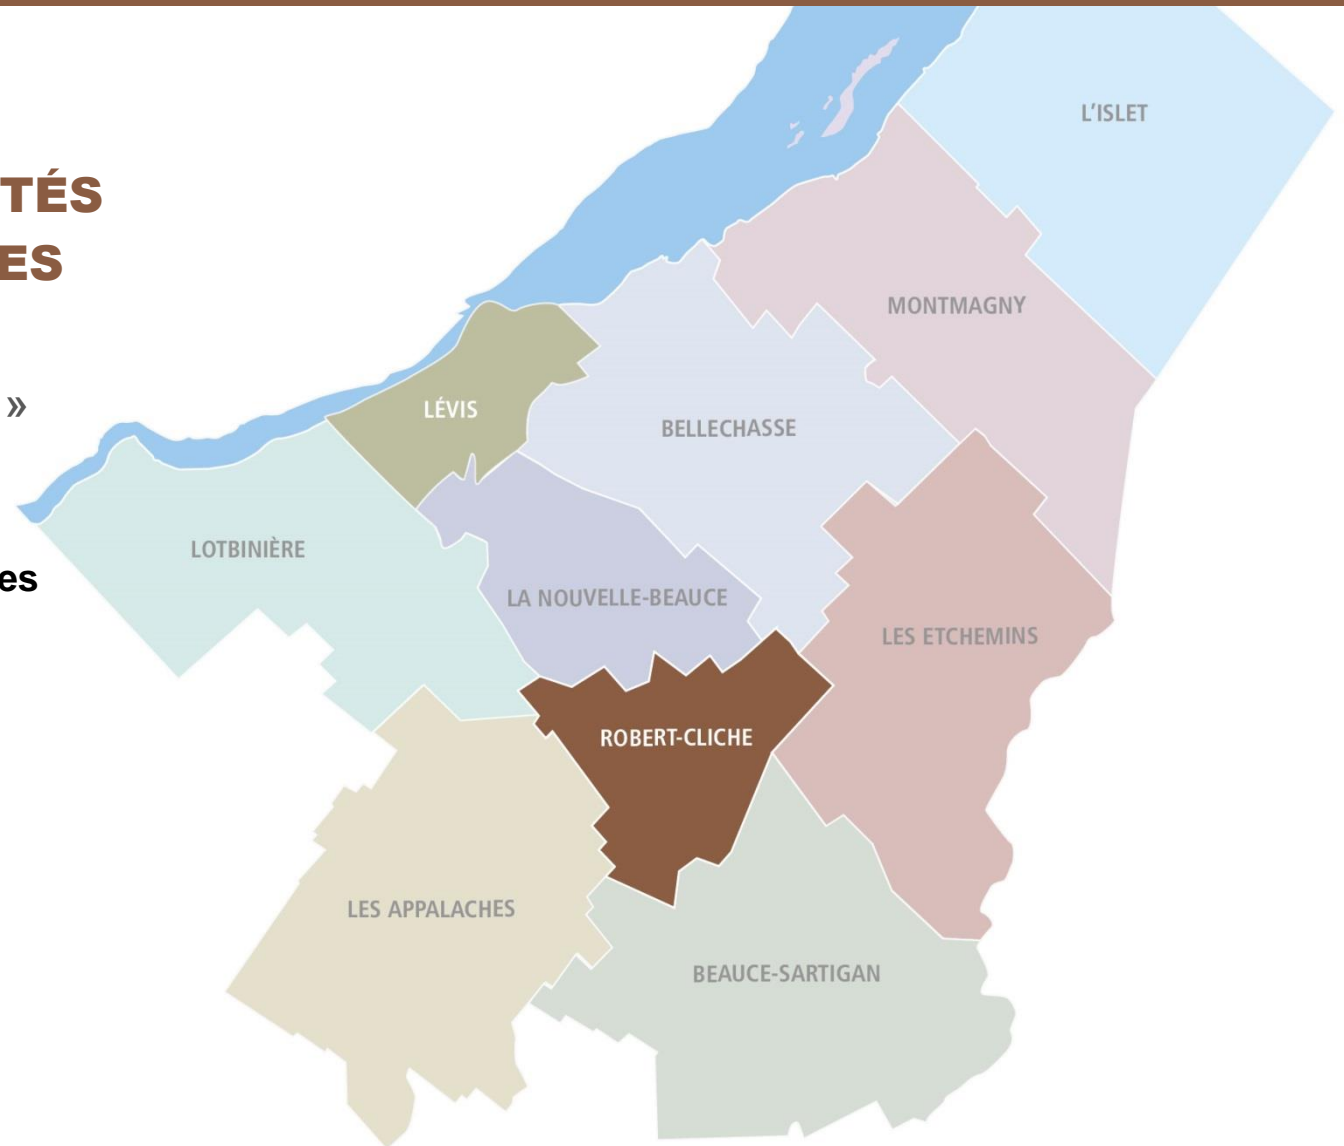 TÉS
ES
»
es
L'ISLET
MONTMAGNY
LÉVIS
BELLECHASSE
LOTBINIÈRE
LA NOUVELLE-BEAUCE
LES ETCHEMINS
ROBERT-CLICHE
LES APPALACHES
BEAUCE-SARTIGAN